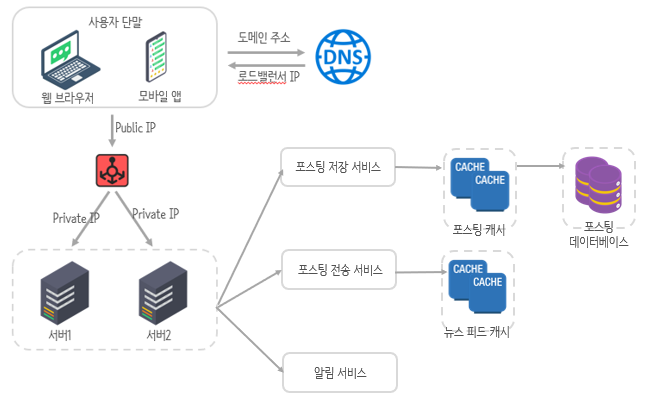 사용자 단말
웹 브라우저
모바일 앱
도메인 주소
로드밸런서 IP
DNS
Public IP
Private IP
Private IP
서버1
서버2
포스팅 저장 서비스
CACHE
CACHE
포스팅 캐시
포스팅
데이터베이스
포스팅 전송 서비스
CACHE
CACHE
뉴스 피드 캐시
알림 서비스